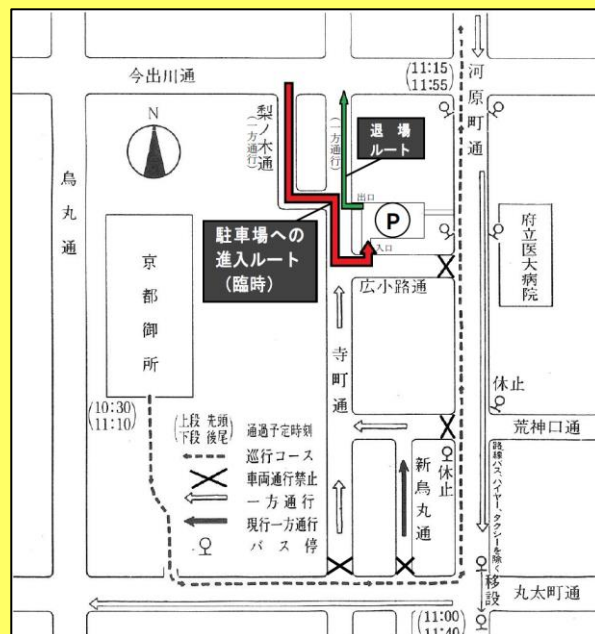 今出川通
(11:15
11:55)
河原町通
梨ノ木通
(一方通行)
(一方通行)
退場
ルート
N
烏丸通
出口
P
入口
駐車場への
進入ルート
(臨時)
府立医大病院
京都御所
広小路通
寺町通
休止
(10:30
11:10)
(上段 先頭
下段 後尾)
通過予定時刻
巡行コース
車両通行禁止
一方通行
現行一方通行
バス停
荒神口通
新烏丸通
休止
路線バス、ハイヤー、タクシーを除く
移設
丸太町通
(11:00
11:40)